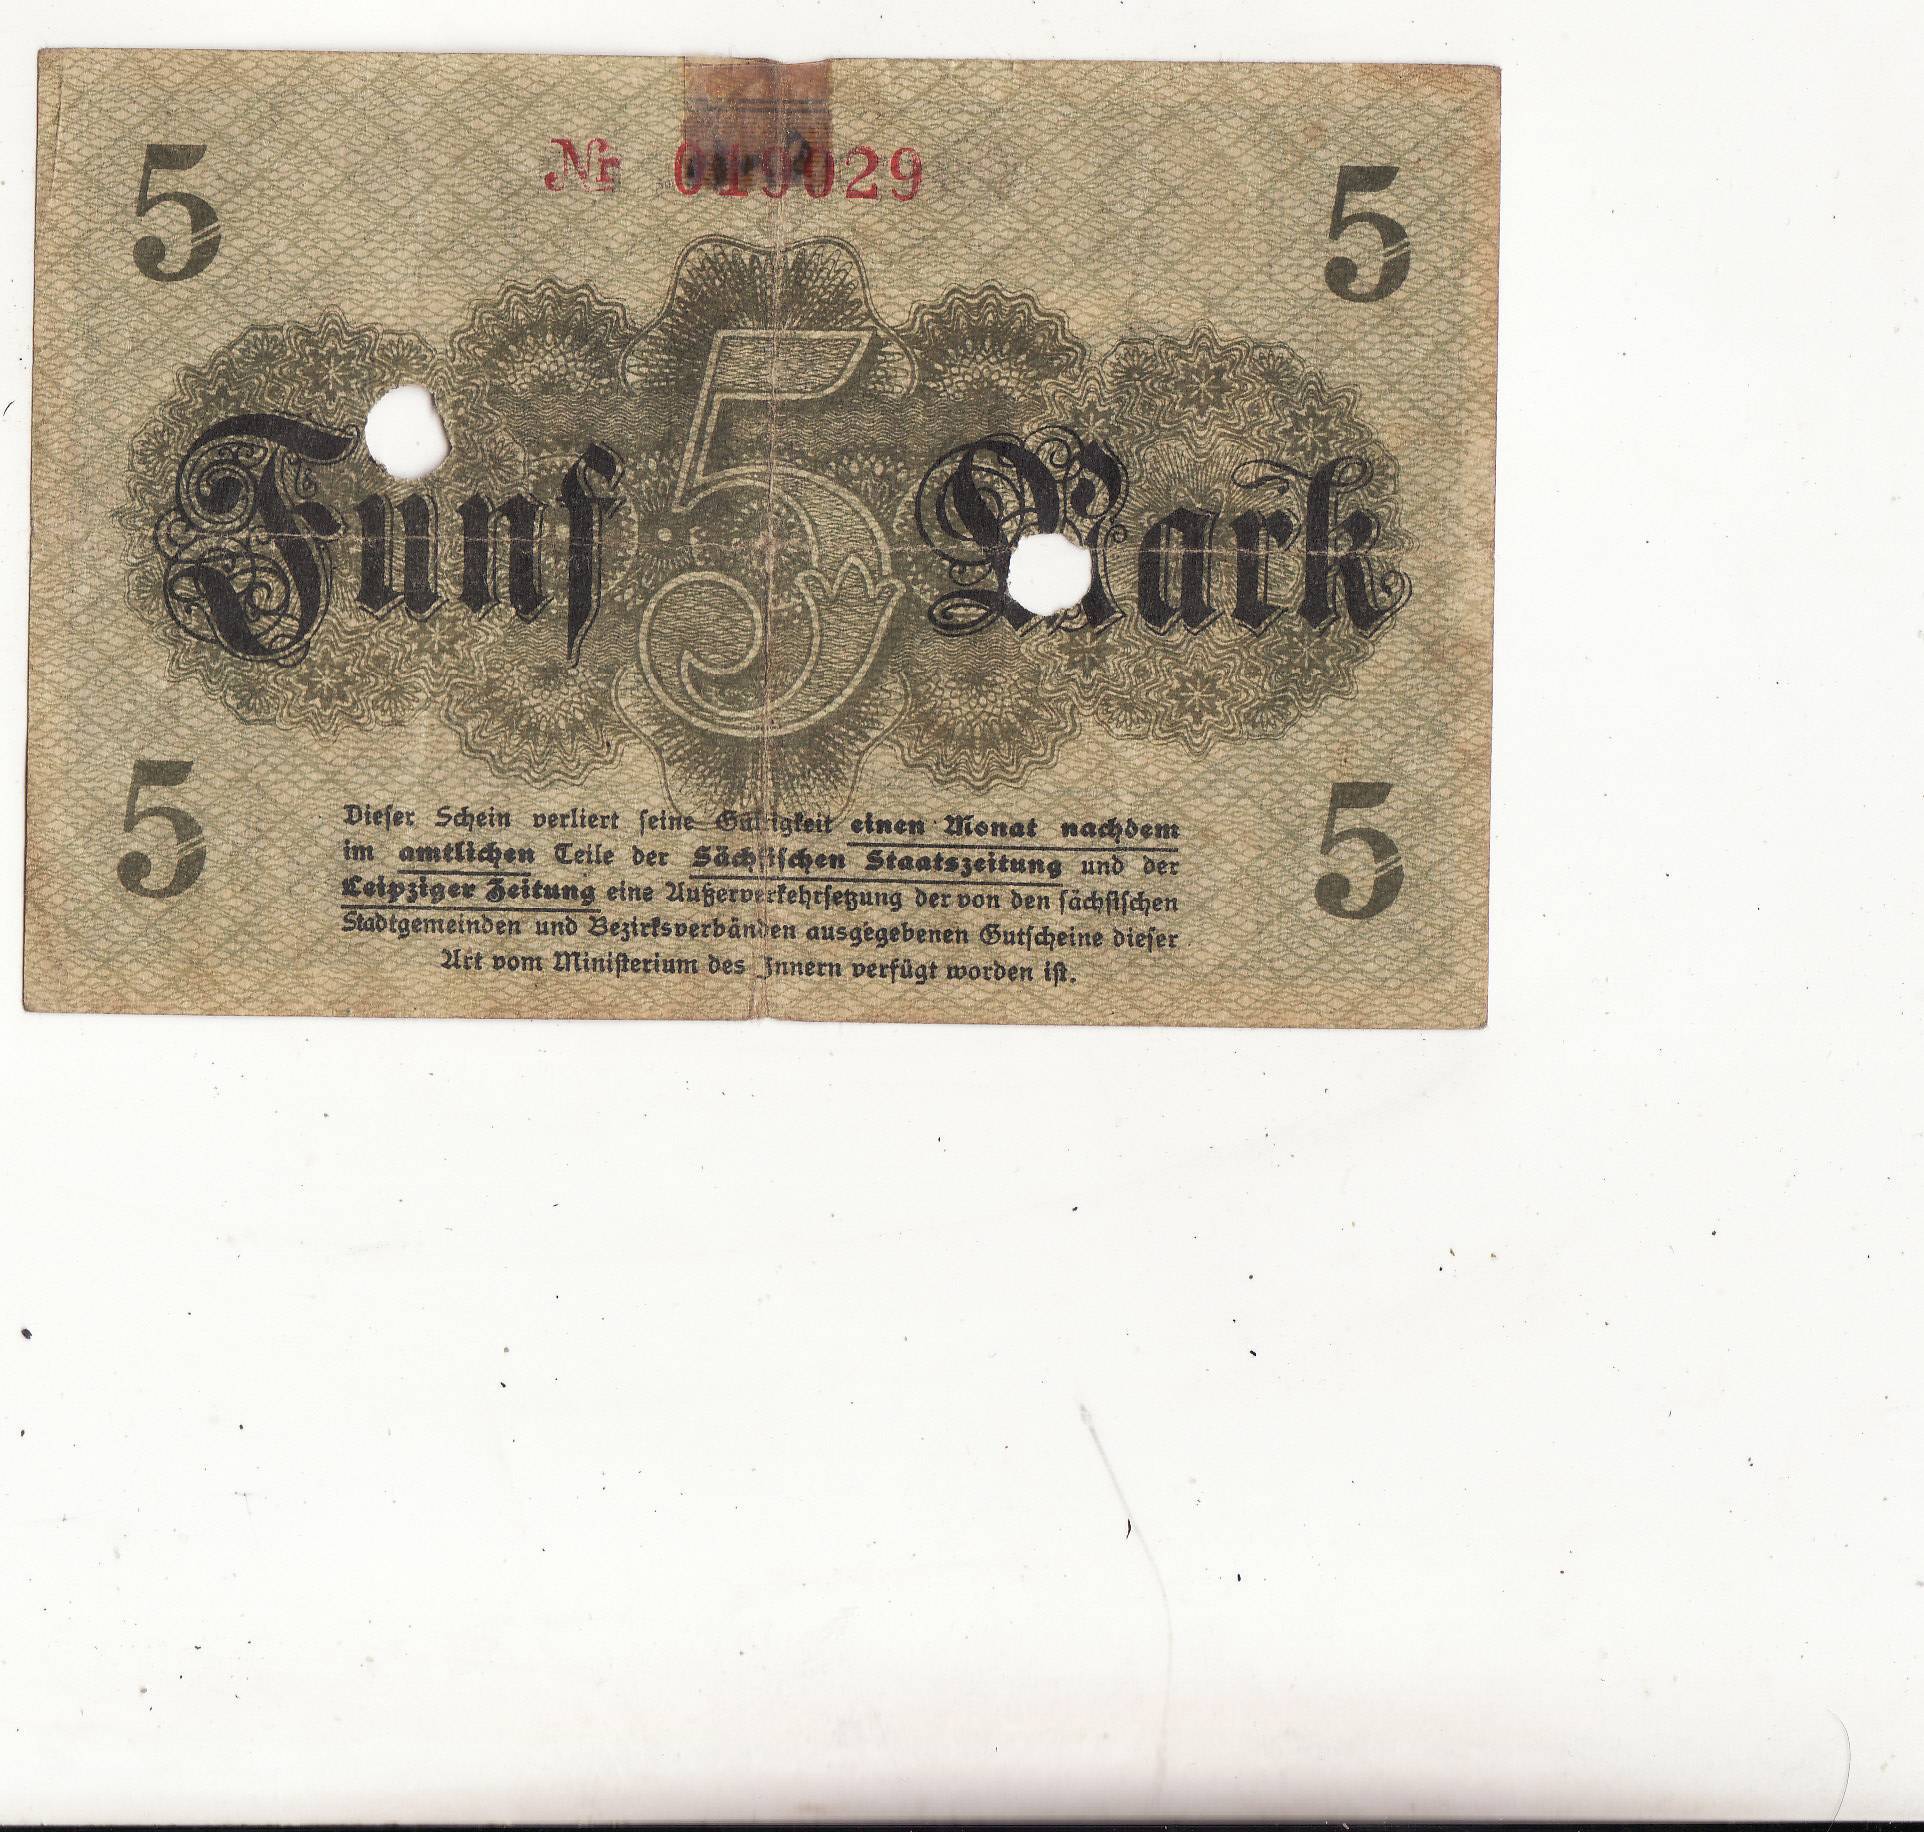 5 Nr 019029 5
Fünf 5 Mark
5 5
Dieser Schein verliert seine Gültigkeit einen Monat nachdem
im amtlichen Teile der Sächsischen Staatszeitung und der
Leipziger Zeitung eine Außerverkehrsetzung der von den sächsischen
Stadtgemeinden und Bezirksverbänden ausgegebenen Gutscheine dieser
Art vom Ministerium des Innern verfügt worden ist.